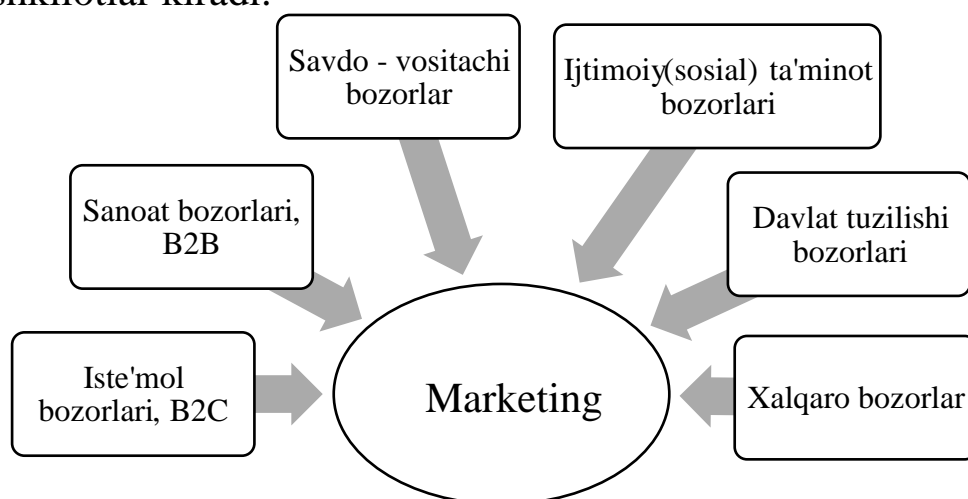 kiradi.
Savdo - vositachi
bozorlar
Ijtimoiy(sosial) ta'minot
bozorlari
Sanoat bozorlari,
B2B
Davlat tuzilishi
bozorlari
Iste'mol
bozorlari, B2C
Marketing
Xalqaro bozorlar